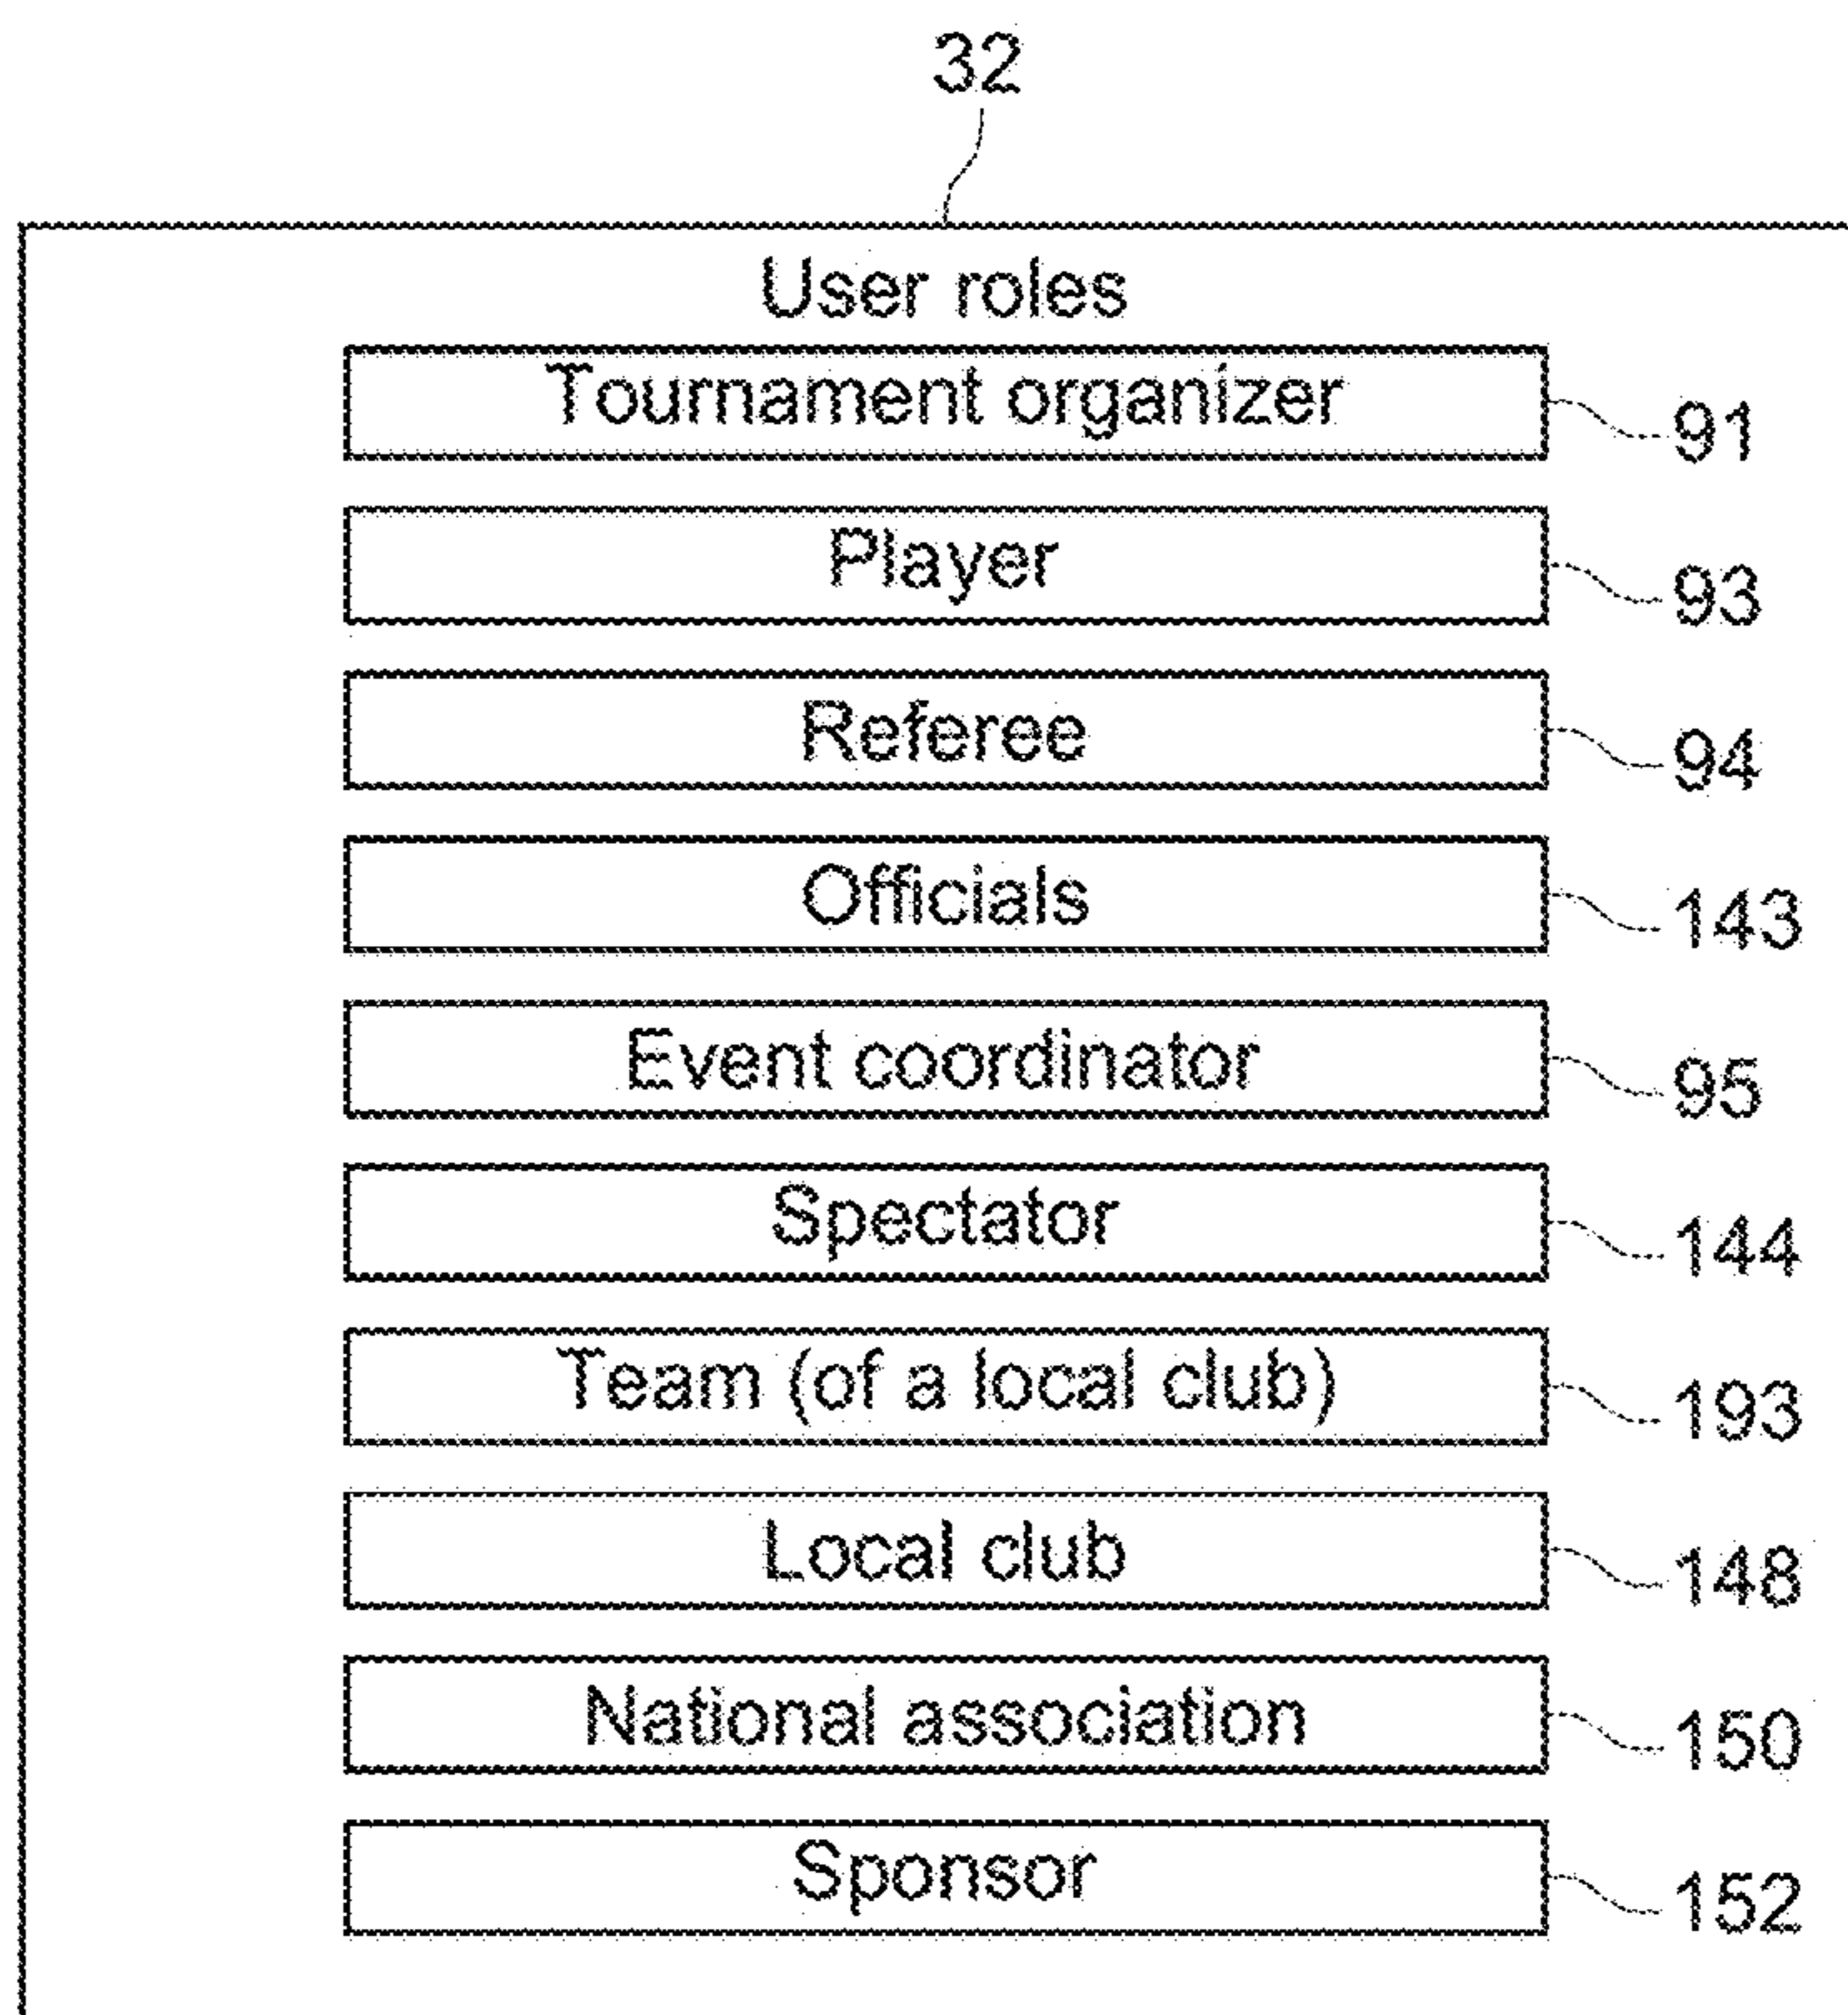 32
User roles
Tournament organizer
91
Player
93
Referee
94
Officials
143
Event coordinator
95
Spectator
144
Team (of a local club)
193
Local club
148
National association
150
Sponsor
152